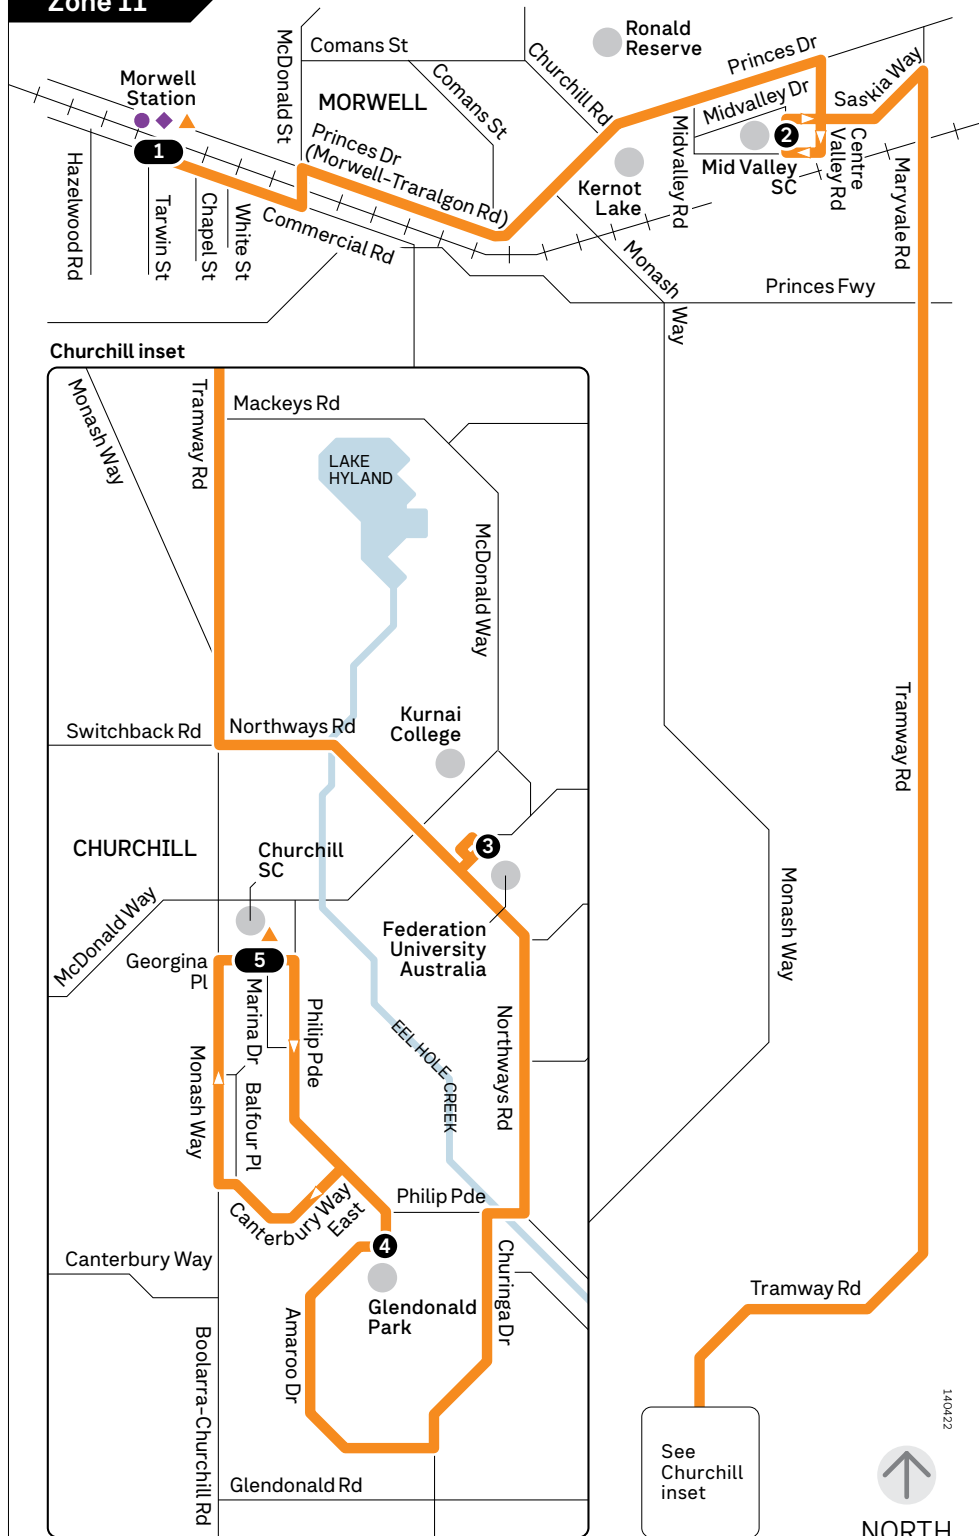 Zone 11
Ronald
Reserve
McDonald St
Comans St
Churchill Rd
Princes Dr
Saskia Way
Morwell
Station
MORWELL
Comans St
Midvalley Dr
2
Mid Valley
SC
Midvalley Rd
Centre
Valley Rd
Maryvale Rd
1
Princes Dr
(Morwell-Traralgon Rd)
Kernot
Lake
Hazelwood Rd
Tarwin St
Chapel St
White St
Commercial Rd
Monash
Way
Princes Fwy
Churchill inset
Monash Way
Tramway Rd
Mackeys Rd
LAKE
HYLAND
McDonald Way
Switchback Rd
Northways Rd
Kurnai
College
Tramway Rd
CHURCHILL
Churchill
SC
3
McDonald Way
Federation
University
Australia
Monash Way
Georgina
Pl
5
Marina Dr
Philip Pde
EEL HOLE
CREEK
Northways Rd
Monash Way
Balfour Pl
Canterbury Way
East
Philip Pde
4
Canterbury Way
Churinga Dr
Glendonald
Park
Amaroo Dr
Boolarra-Churchill Rd
Glendonald Rd
Tramway Rd
See
Churchill
inset
140422
NORTH